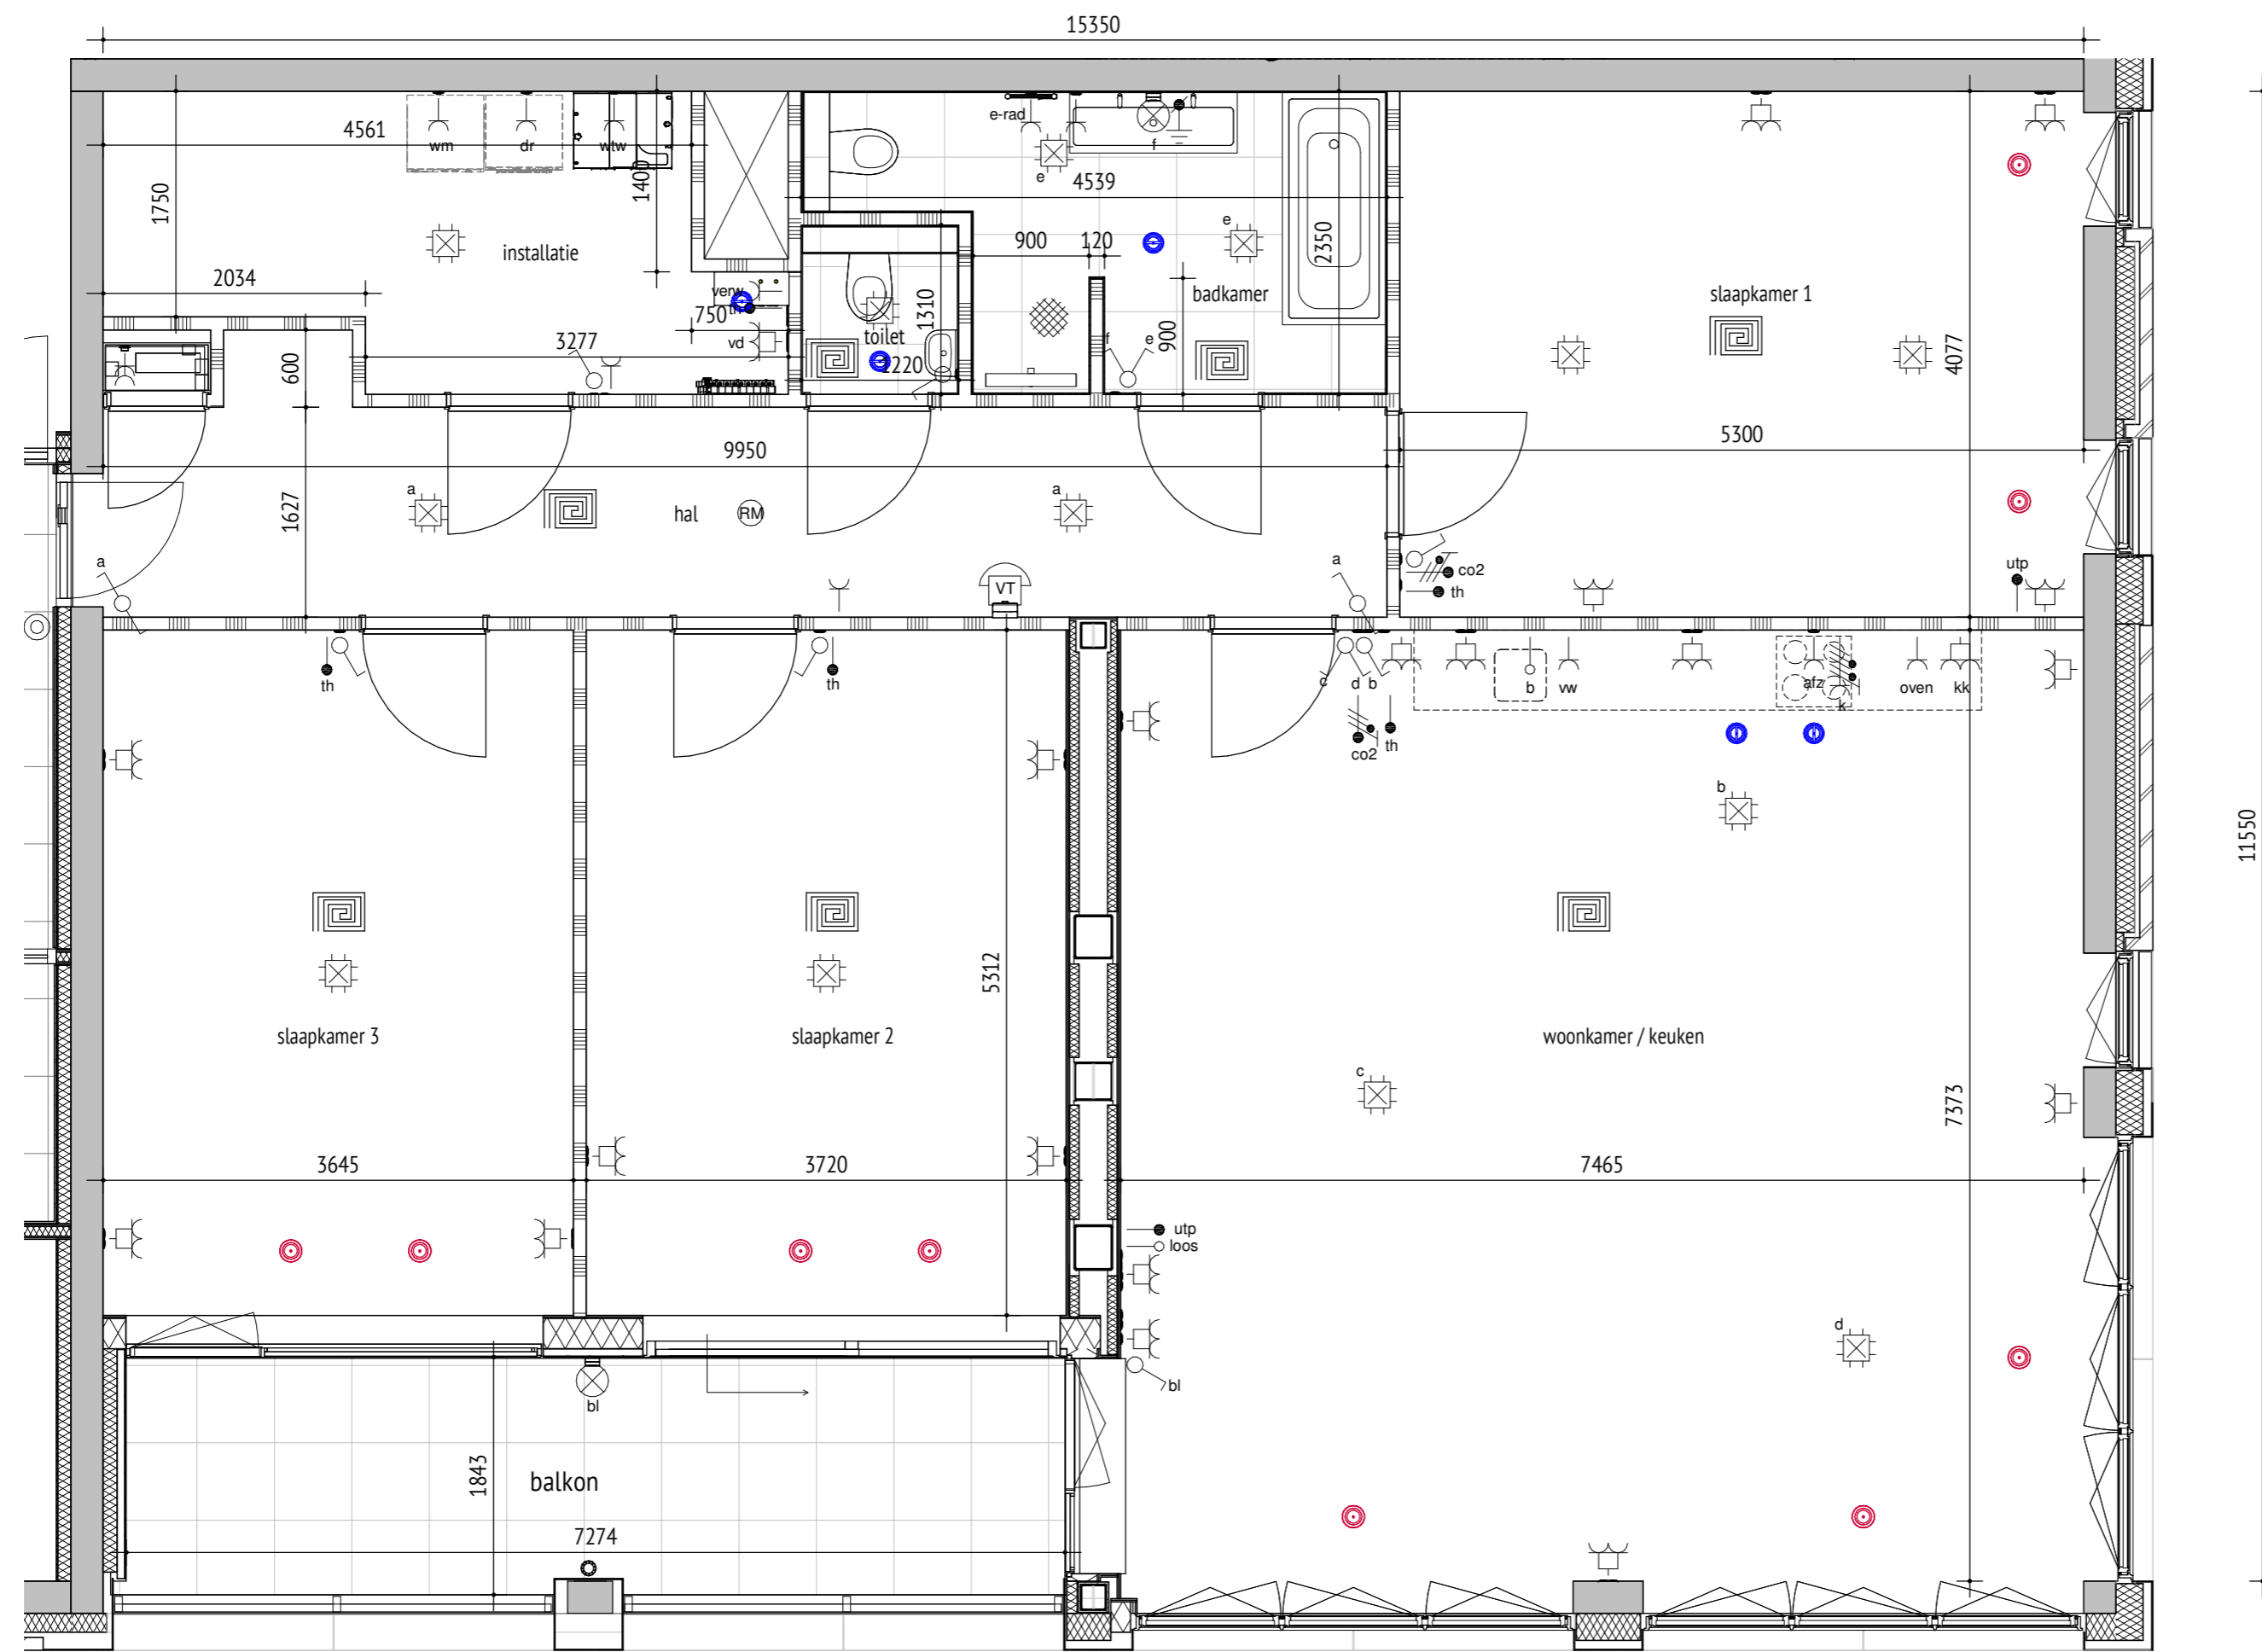 15350
4561
wm
dr
wtw
1400
1750
e-rad
f
e
4539
installatie
2034
900
120
e
2350
badkamer
slaapkamer 1
verw
th
750
vd
1310
toilet
1220
3277
600
f
e
900
4077
9950
5300
a
hal
RM
a
1627
a
VT
a
co2
th
utp
th
th
c
d
b
co2
th
b
vw
afz
k
oven
kk
b
11550
5312
slaapkamer 3
slaapkamer 2
woonkamer / keuken
c
7373
3645
3720
7465
utp
loos
d
bl
bl
1843
balkon
7274